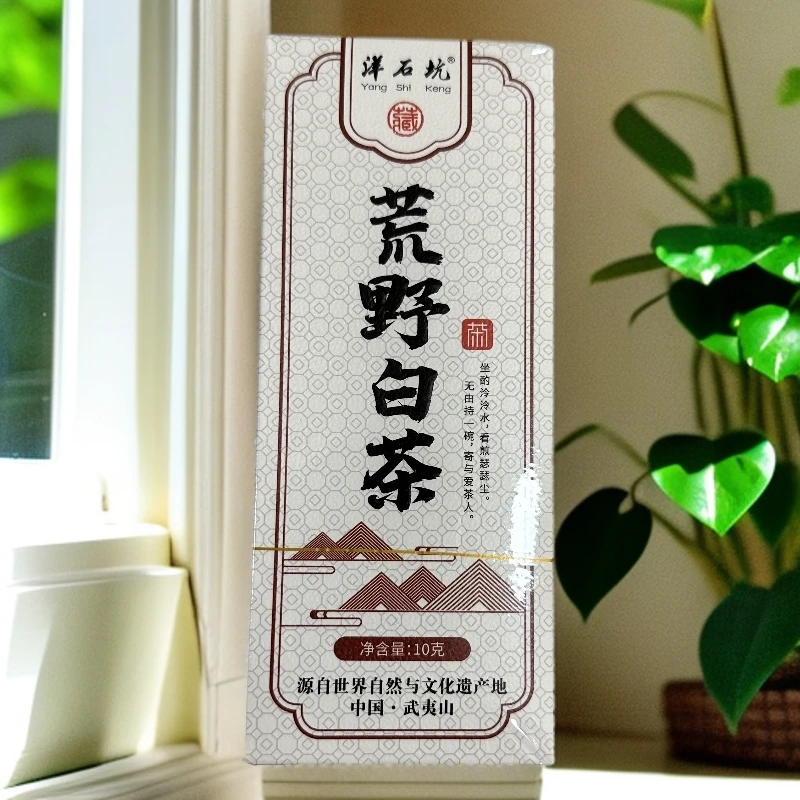 洋石坑®
Yang Shi Keng
藏
荒野白茶
茶
坐酌泠泠水，看煎瑟瑟尘。
无由持一碗，寄与爱茶人。
净含量:10克
源自世界自然与文化遗产地
中国·武夷山